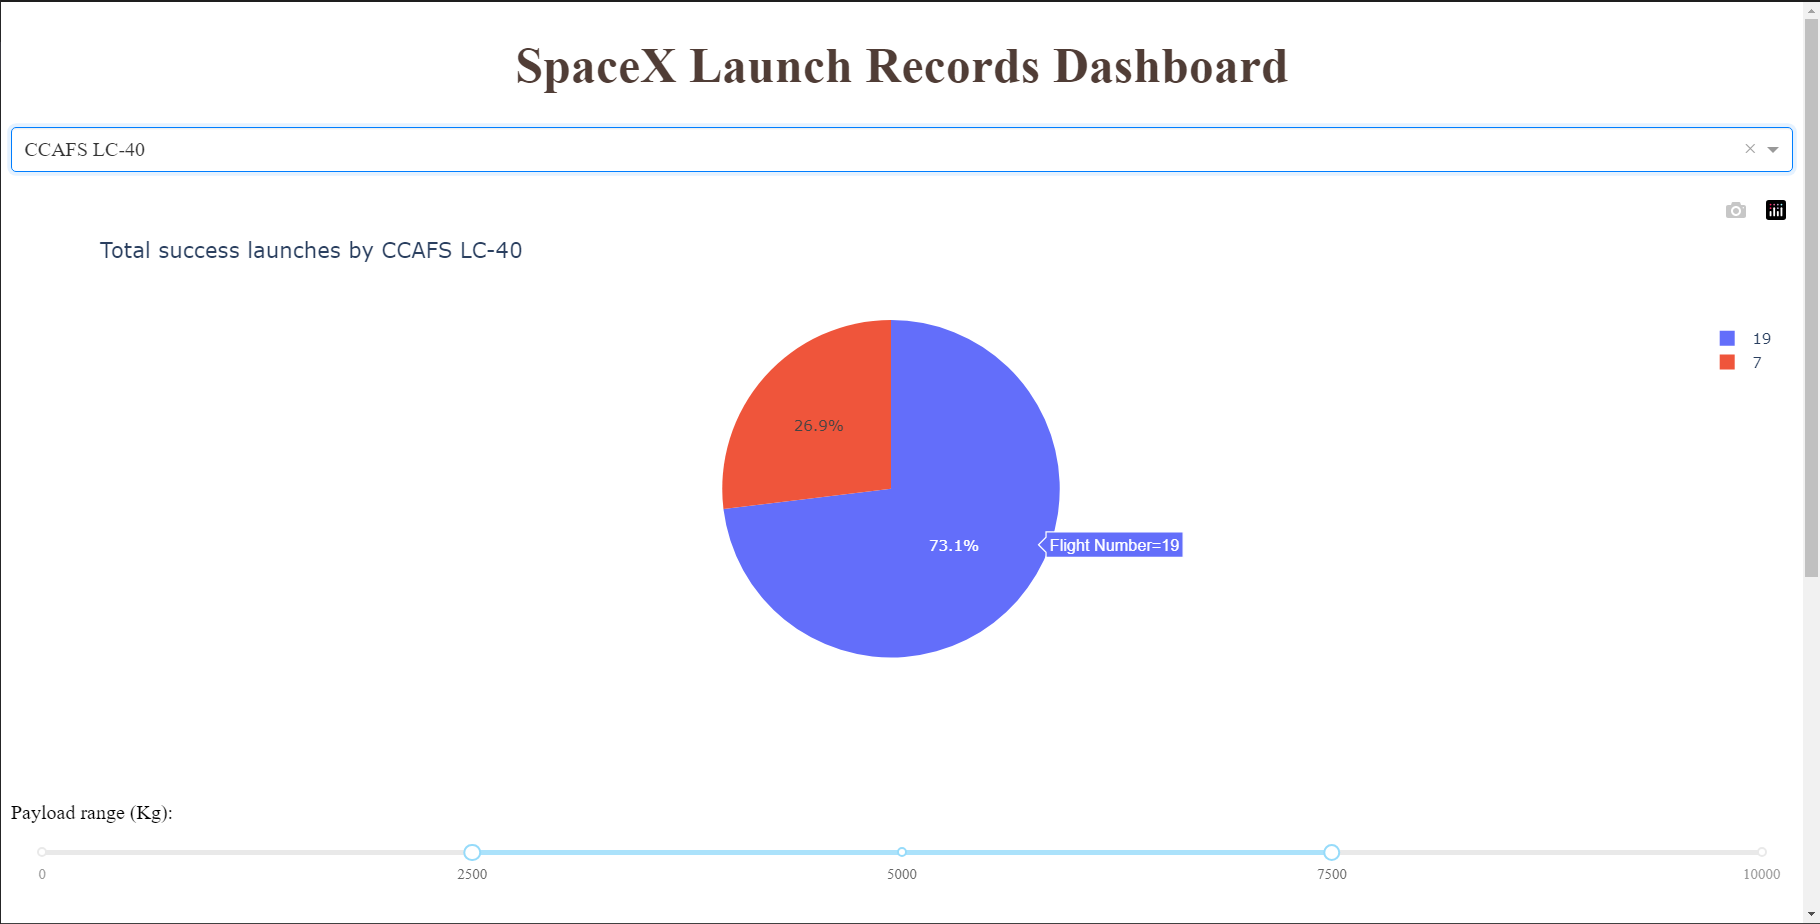 SpaceX Launch Records Dashboard
CCAFS LC-40
Total success launches by CCAFS LC-40
19
7
26.9%
73.1%
Flight Number=19
Payload range (Kg):
0 2500 5000 7500 10000